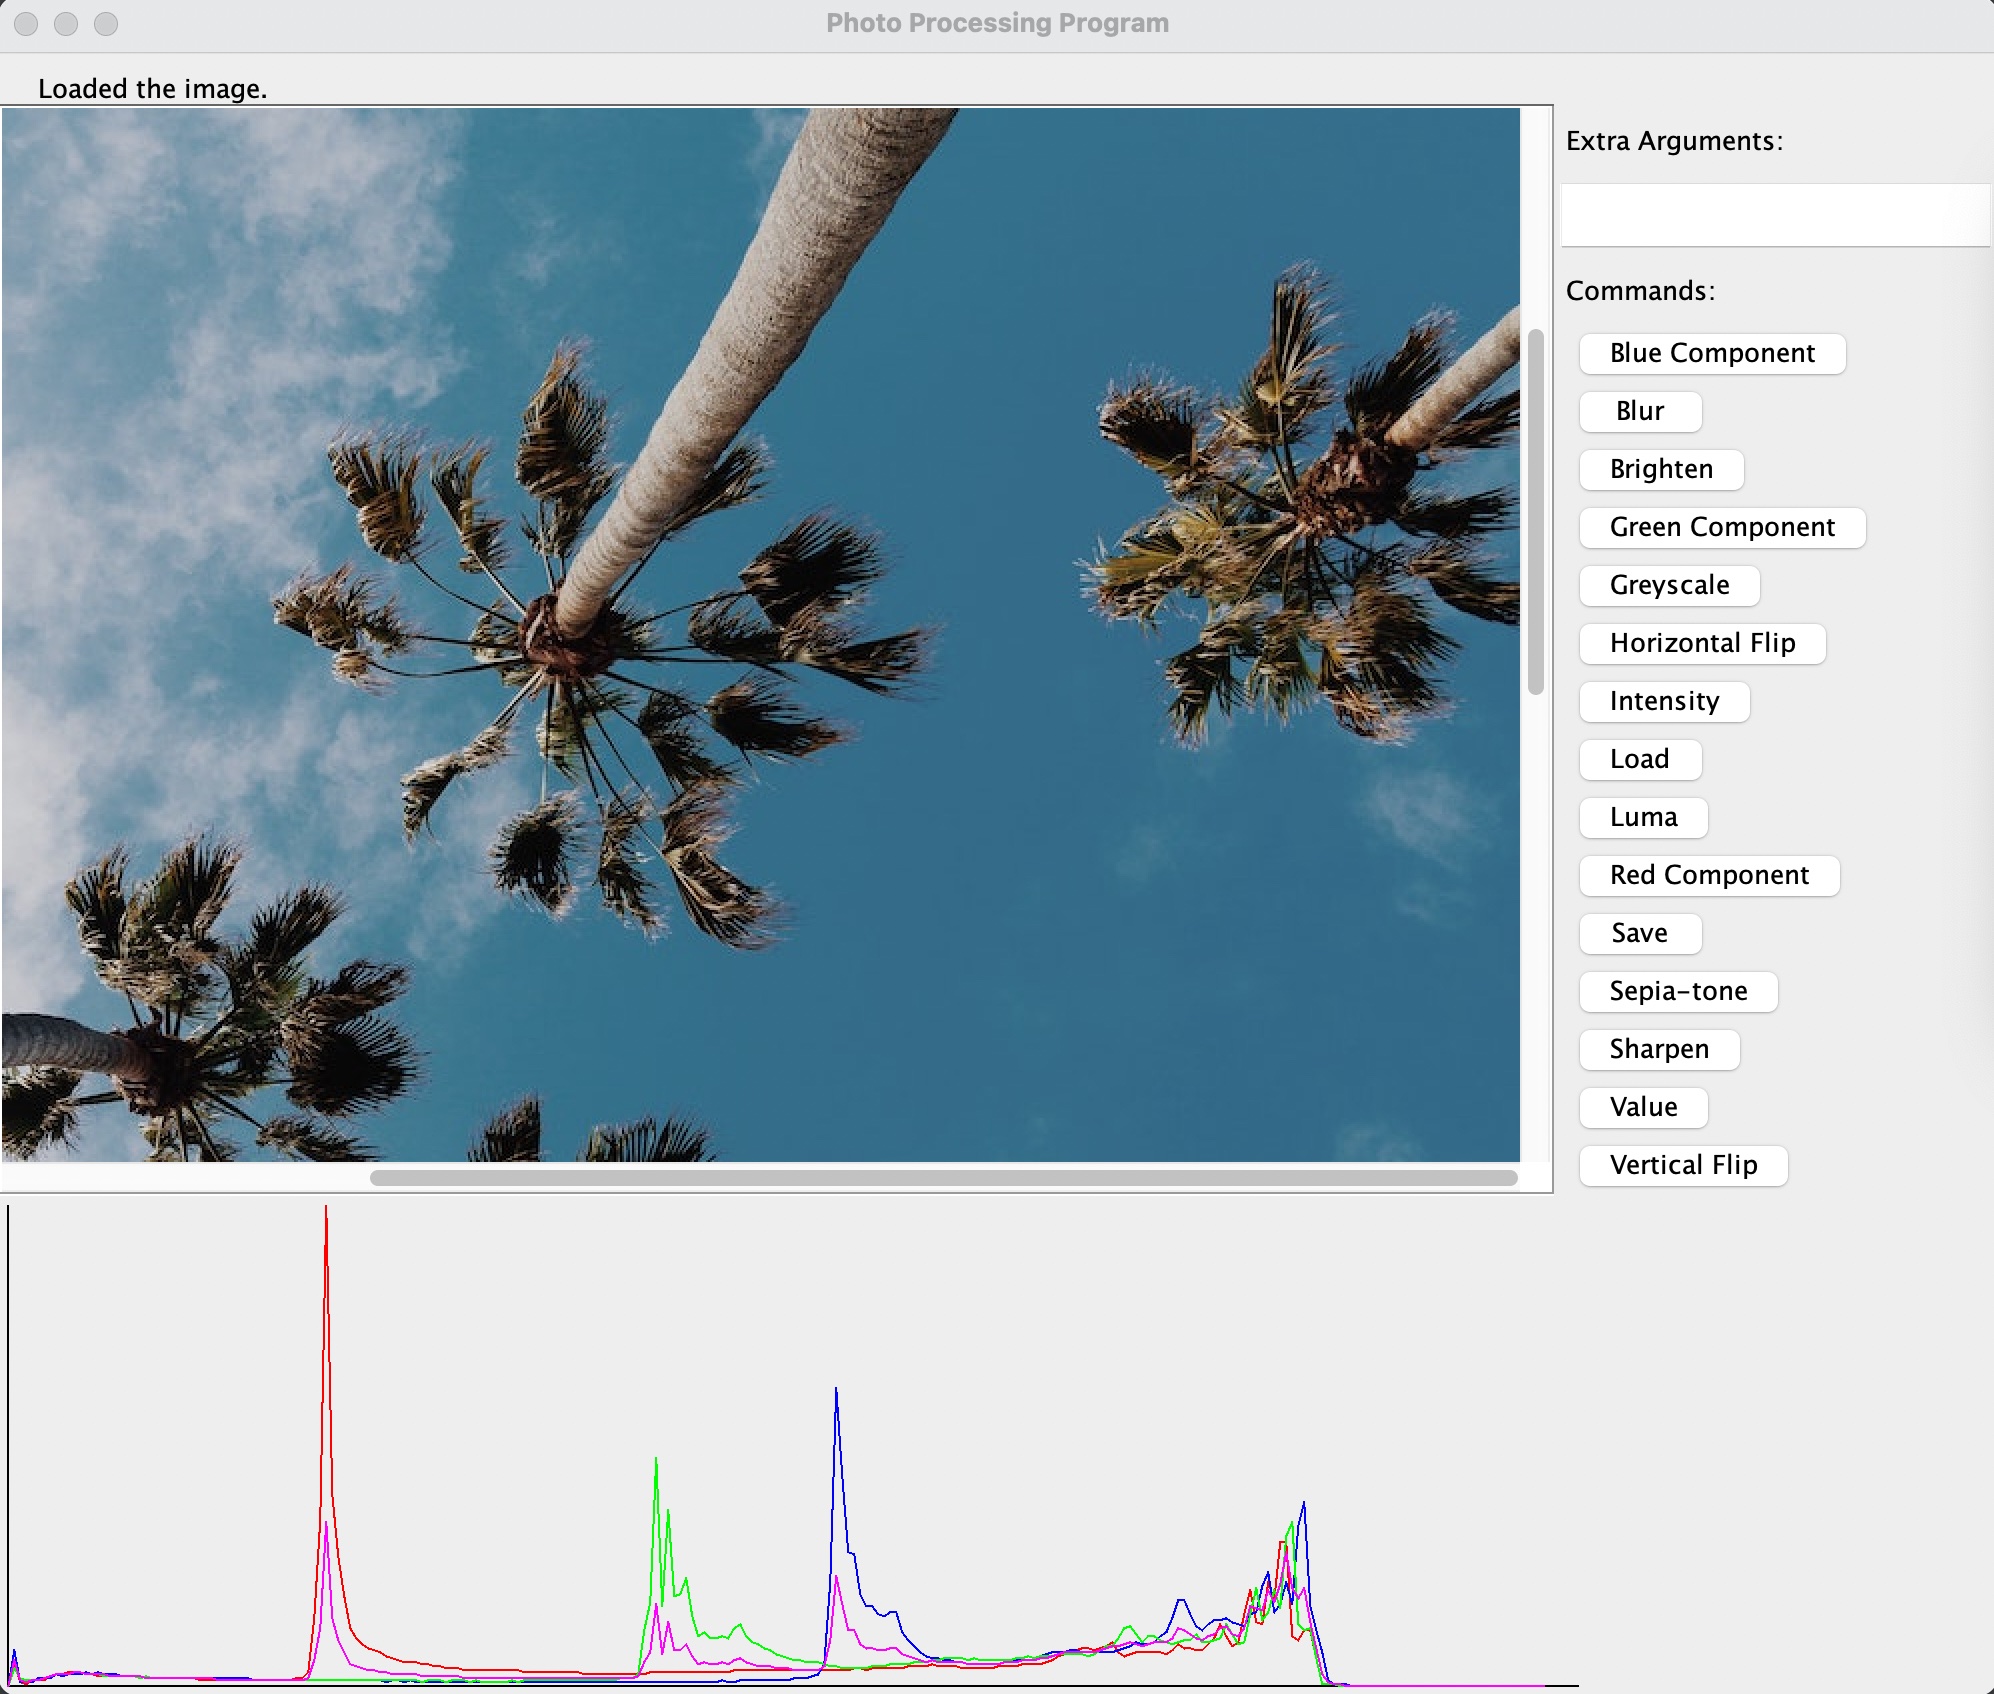 Photo Processing Program
Loaded the image.
Extra Arguments:
Commands:
Blue Component
Blur
Brighten
Green Component
Greyscale
Horizontal Flip
Intensity
Load
Luma
Red Component
Save
Sepia-tone
Sharpen
Value
Vertical Flip